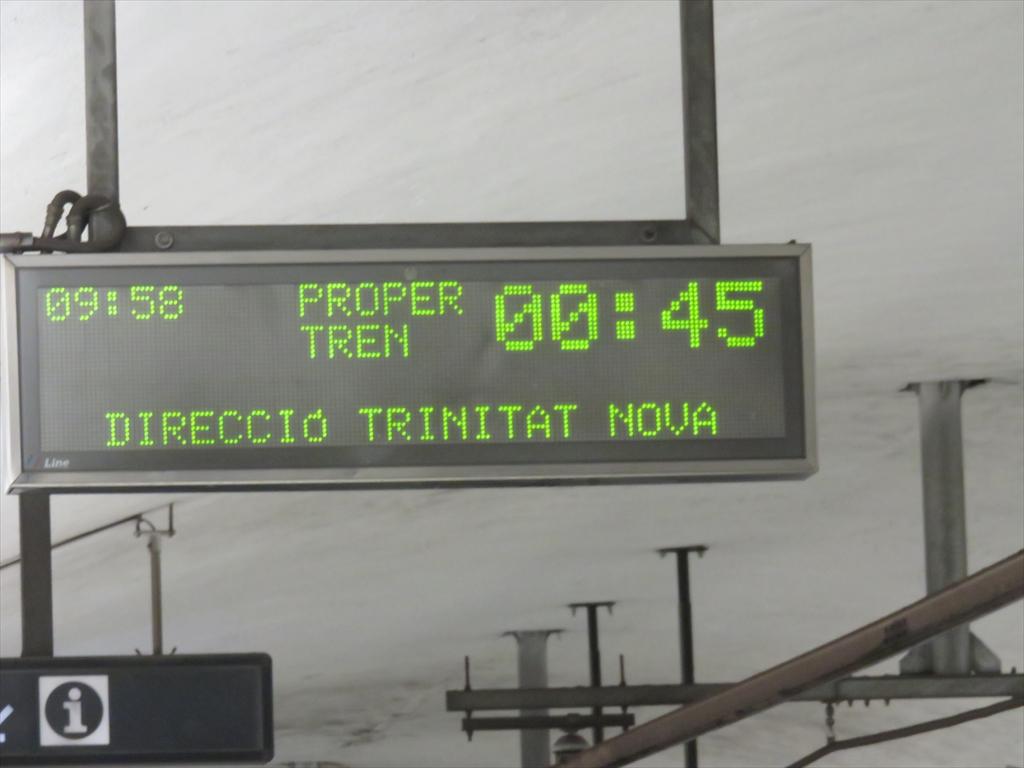 09:58 PROPER 00:45
TREN
DIRECCIó TRINITAT NOVA
Line
i